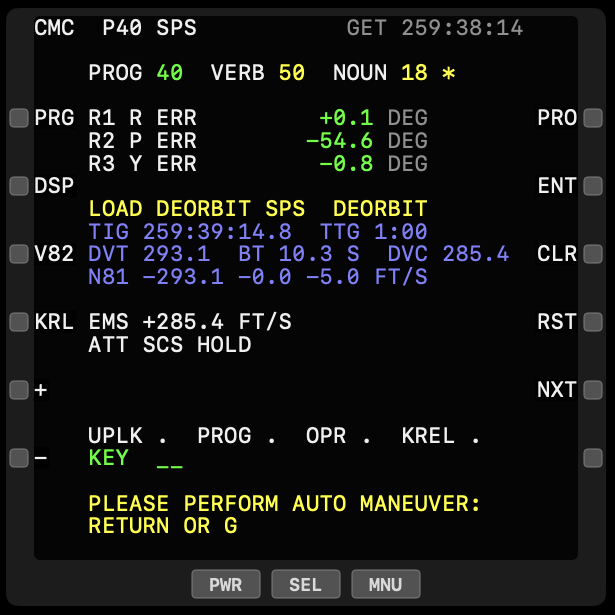 CMC P40 SPS GET 259:38:14
PROG 40 VERB 50 NOUN 18 *
PRG R1 R ERR +0.1 DEG PRO
R2 P ERR -54.6 DEG
R3 Y ERR -0.8 DEG
DSP ENT
LOAD DEORBIT SPS DEORBIT
TIG 259:39:14.8 TTG 1:00
V82 DVT 293.1 BT 10.3 S DVC 285.4 CLR
N81 -293.1 -0.0 -5.0 FT/S
KRL EMS +285.4 FT/S RST
ATT SCS HOLD
+ NXT
UPLK . PROG . OPR . KREL .
- KEY __
PLEASE PERFORM AUTO MANEUVER:
RETURN OR G
PWR SEL MNU